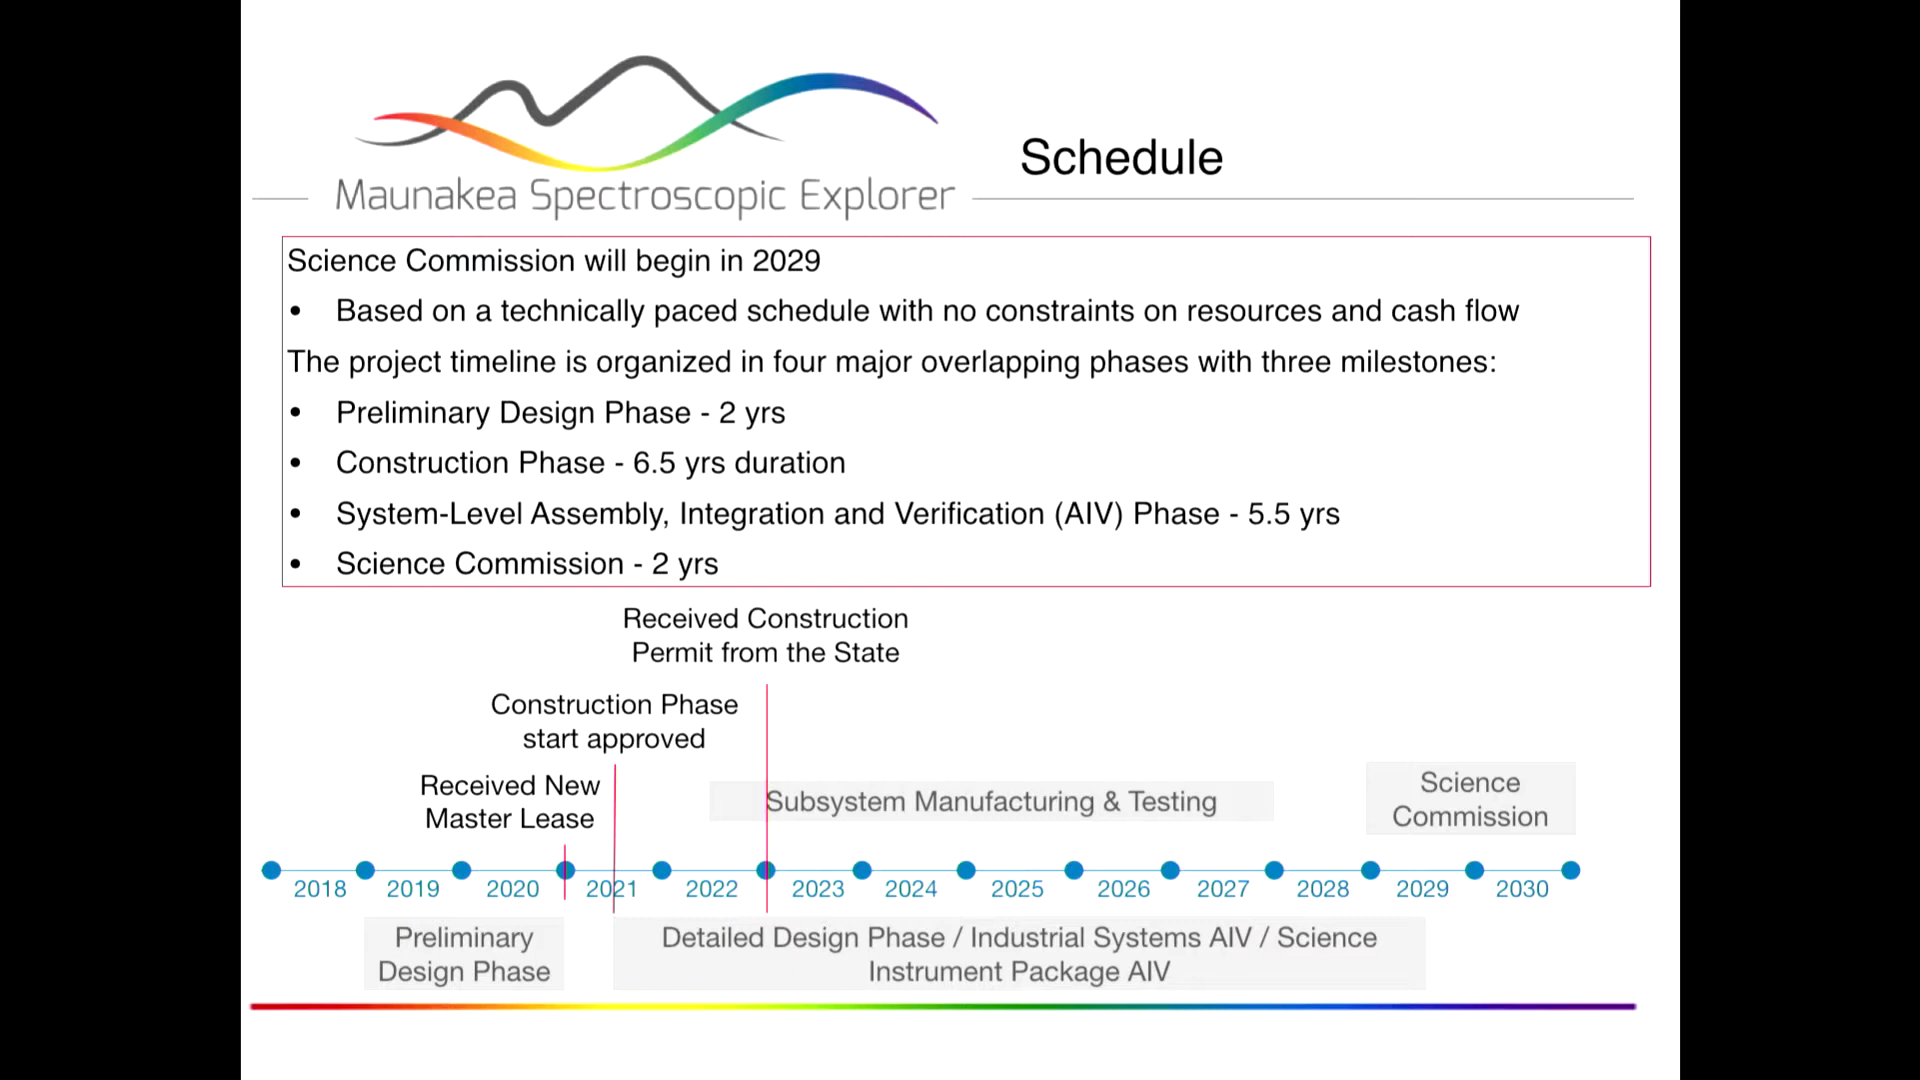 Maunakea Spectroscopic Explorer
Schedule
Science Commission will begin in 2029
• Based on a technically paced schedule with no constraints on resources and cash flow
The project timeline is organized in four major overlapping phases with three milestones:
• Preliminary Design Phase - 2 yrs
• Construction Phase - 6.5 yrs duration
• System-Level Assembly, Integration and Verification (AIV) Phase - 5.5 yrs
• Science Commission - 2 yrs
Received Construction
Permit from the State
Construction Phase
start approved
Received New
Master Lease
Subsystem Manufacturing & Testing
Science
Commission
2018 2019 2020 2021 2022 2023 2024 2025 2026 2027 2028 2029 2030
Preliminary
Design Phase
Detailed Design Phase / Industrial Systems AIV / Science
Instrument Package AIV